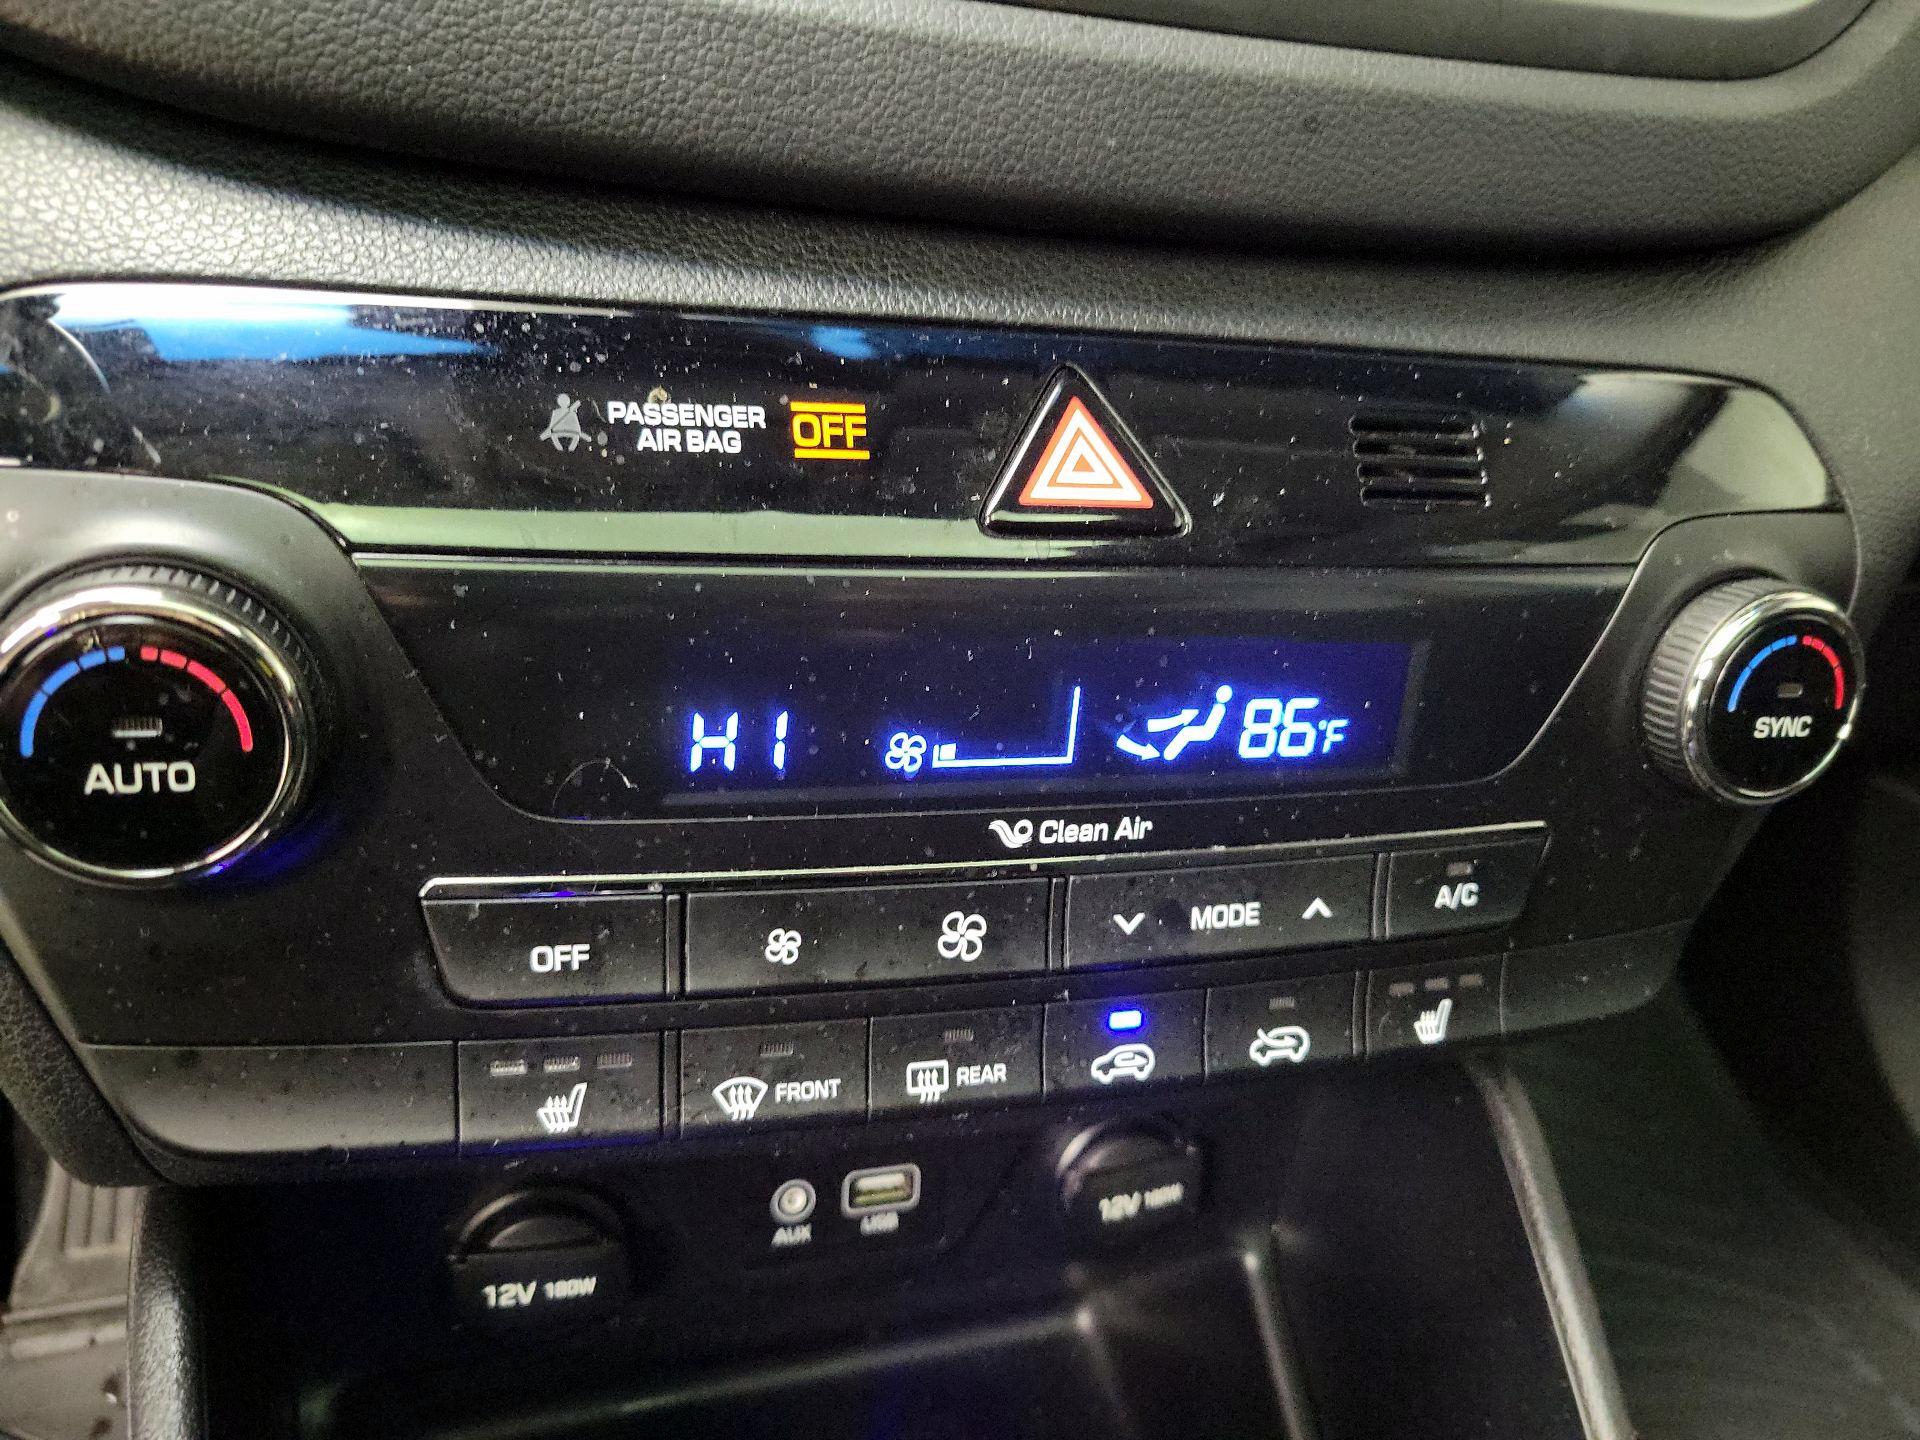 PASSENGER
AIR BAG
OFF
AUTO
HI
86°F
SYNC
Clean Air
OFF
MODE
A/C
FRONT
REAR
12V 180W
AUX
USB
12V 180W